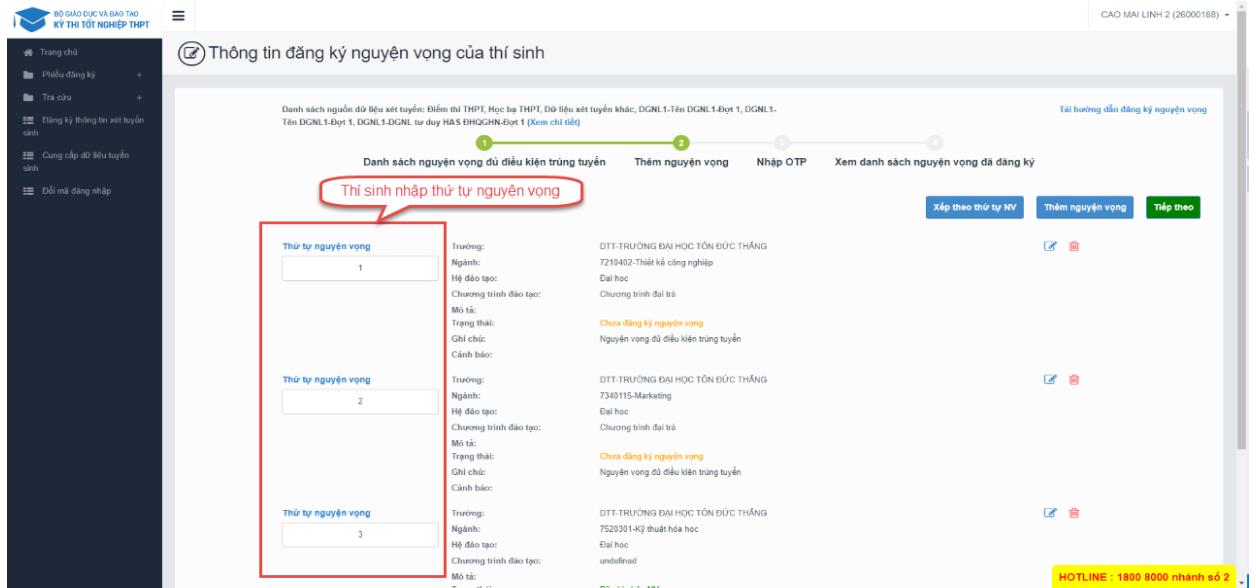 BỘ GIÁO DỤC VÀ ĐÀO TẠO
KỲ THI TỐT NGHIỆP THPT
CAO MAI LINH 2 (26000188)
Trang chủ
Phiếu đăng ký +
Tra cứu +
Đăng ký thông tin xét tuyển
sinh
Cung cấp dữ liệu tuyển
sinh
Đổi mã đăng nhập
Thông tin đăng ký nguyện vọng của thí sinh
Danh sách nguồn dữ liệu xét tuyển: Điểm thi THPT, Học bạ THPT, Dữ liệu xét tuyển khác, DGNL1-Tên DGNL1-Đợt 1, DGNL1-
Tên DGNL1-Đợt 1, DGNL1-DGNL tư duy HAS ĐHQGHN-Đợt 1 (Xem chi tiết)
Tải hướng dẫn đăng ký nguyện vọng
1 2 3 4
Danh sách nguyện vọng đủ điều kiện trúng tuyển Thêm nguyện vọng Nhập OTP Xem danh sách nguyện vọng đã đăng ký
Thí sinh nhập thứ tự nguyện vọng
Xếp theo thứ tự NV Thêm nguyện vọng Tiếp theo
Thứ tự nguyện vọng
1
Trường: DTT-TRƯỜNG ĐẠI HỌC TÔN ĐỨC THẮNG
Ngành: 7210402-Thiết kế công nghiệp
Hệ đào tạo: Đại học
Chương trình đào tạo: Chương trình đại trà
Mô tả:
Trạng thái: Chưa đăng ký nguyện vọng
Ghi chú: Nguyện vọng đủ điều kiện trúng tuyển
Cảnh báo:
Thứ tự nguyện vọng
2
Trường: DTT-TRƯỜNG ĐẠI HỌC TÔN ĐỨC THẮNG
Ngành: 7340115-Marketing
Hệ đào tạo: Đại học
Chương trình đào tạo: Chương trình đại trà
Mô tả:
Trạng thái: Chưa đăng ký nguyện vọng
Ghi chú: Nguyện vọng đủ điều kiện trúng tuyển
Cảnh báo:
Thứ tự nguyện vọng
3
Trường: DTT-TRƯỜNG ĐẠI HỌC TÔN ĐỨC THẮNG
Ngành: 7520301-Kỹ thuật hóa học
Hệ đào tạo: Đại học
Chương trình đào tạo: undefined
Mô tả:
HOTLINE : 1800 8000 nhánh số 2